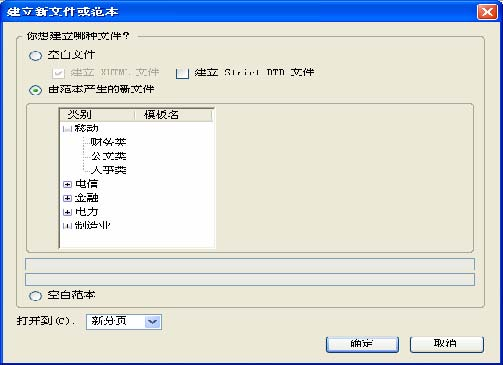 建立新文件或范本
你想建立哪种文件?
空白文件
建立 XHTML 文件 建立 Strict DTD 文件
由范本产生的新文件
类别 模板名
移动
财务类
公文类
人事类
电信
金融
电力
制造业
空白范本
打开到(C). 新分页
确定 取消